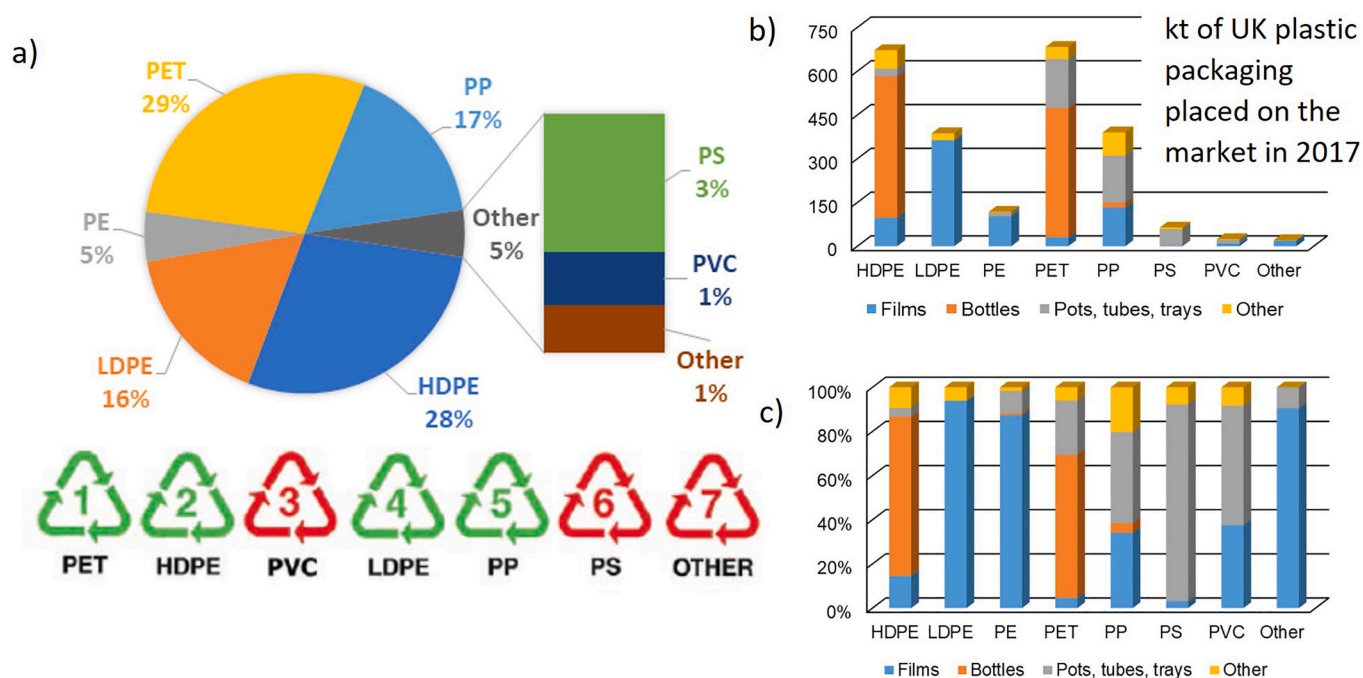 a)
PET
29%
PP
17%
PE
5%
Other
5%
LDPE
16%
HDPE
28%
PS
3%
PVC
1%
Other
1%
1 2 3 4 5 6 7
PET HDPE PVC LDPE PP PS OTHER
b)
kt of UK plastic
packaging
placed on the
market in 2017
750
600
450
300
150
0
HDPE LDPE PE PET PP PS PVC Other
Films Bottles Pots, tubes, trays Other
c)
100%
80%
60%
40%
20%
0%
HDPE LDPE PE PET PP PS PVC Other
Films Bottles Pots, tubes, trays Other